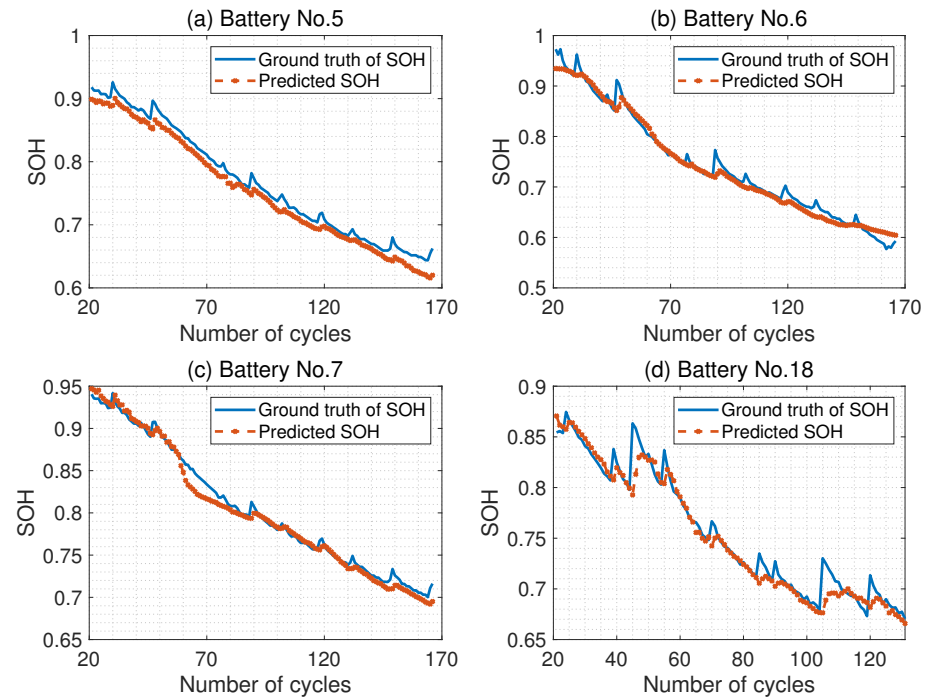 (a) Battery No.5
1
0.9
0.8
0.7
0.6
SOH
Ground truth of SOH
Predicted SOH
20 70 120 170
Number of cycles
(b) Battery No.6
1
0.9
0.8
0.7
0.6
0.5
SOH
Ground truth of SOH
Predicted SOH
20 70 120 170
Number of cycles
(c) Battery No.7
0.95
0.9
0.85
0.8
0.75
0.7
0.65
SOH
Ground truth of SOH
Predicted SOH
20 70 120 170
Number of cycles
(d) Battery No.18
0.9
0.85
0.8
0.75
0.7
0.65
SOH
Ground truth of SOH
Predicted SOH
20 40 60 80 100 120
Number of cycles